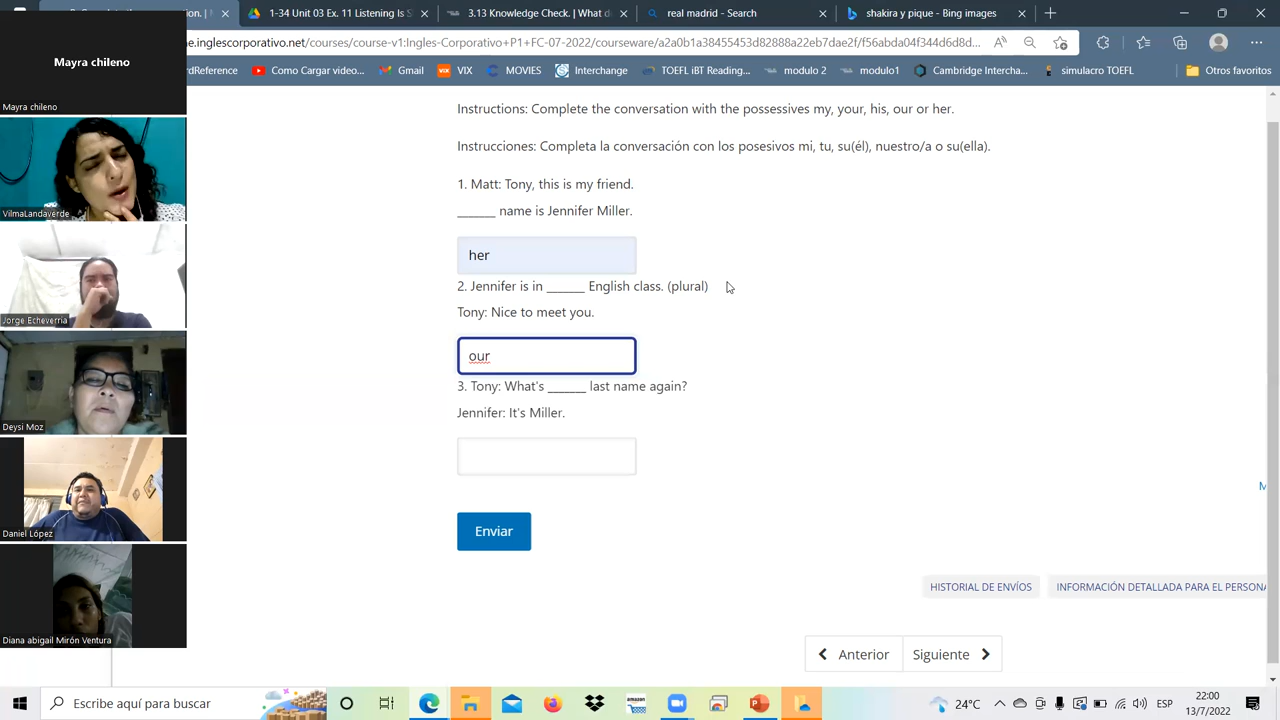 . M
1-34 Unit 03 Ex. 11 Listening Is S
3.12 Knowledge Check. | What d
real madrid - Search
shakira y pique - Bing images
e.inglescorporativo.net/courses/course-v1:Ingles-Corporativo+P1+FC-07-2022/courseware/a2a0b1a38455453d82888a22eb7dae2f/f56abda04f344d6d8d...
rdReference
Como Cargar video...
Gmail
VIX
MOVIES
Interchange
TOEFL iBT Reading...
modulo 2
modulo1
Cambridge Intercha...
simulacro TOEFL
Otros favoritos
Mayra chileno
Mayra chileno
VilmaLandaverde
Jorge Echeverria
Deysi Moz
Daniel López
Diana abigail Mirón Ventura
Instructions: Complete the conversation with the possessives my, your, his, our or her.
Instrucciones: Completa la conversación con los posesivos mi, tu, su(él), nuestro/a o su(ella).
1. Matt: Tony, this is my friend.
______ name is Jennifer Miller.
her
2. Jennifer is in ______ English class. (plural)
Tony: Nice to meet you.
our
3. Tony: What's ______ last name again?
Jennifer: It's Miller.
Enviar
HISTORIAL DE ENVÍOS
INFORMACIÓN DETALLADA PARA EL PERSONA
Anterior
Siguiente
Escribe aquí para buscar
amazon
24°C
ESP
22:00
13/7/2022